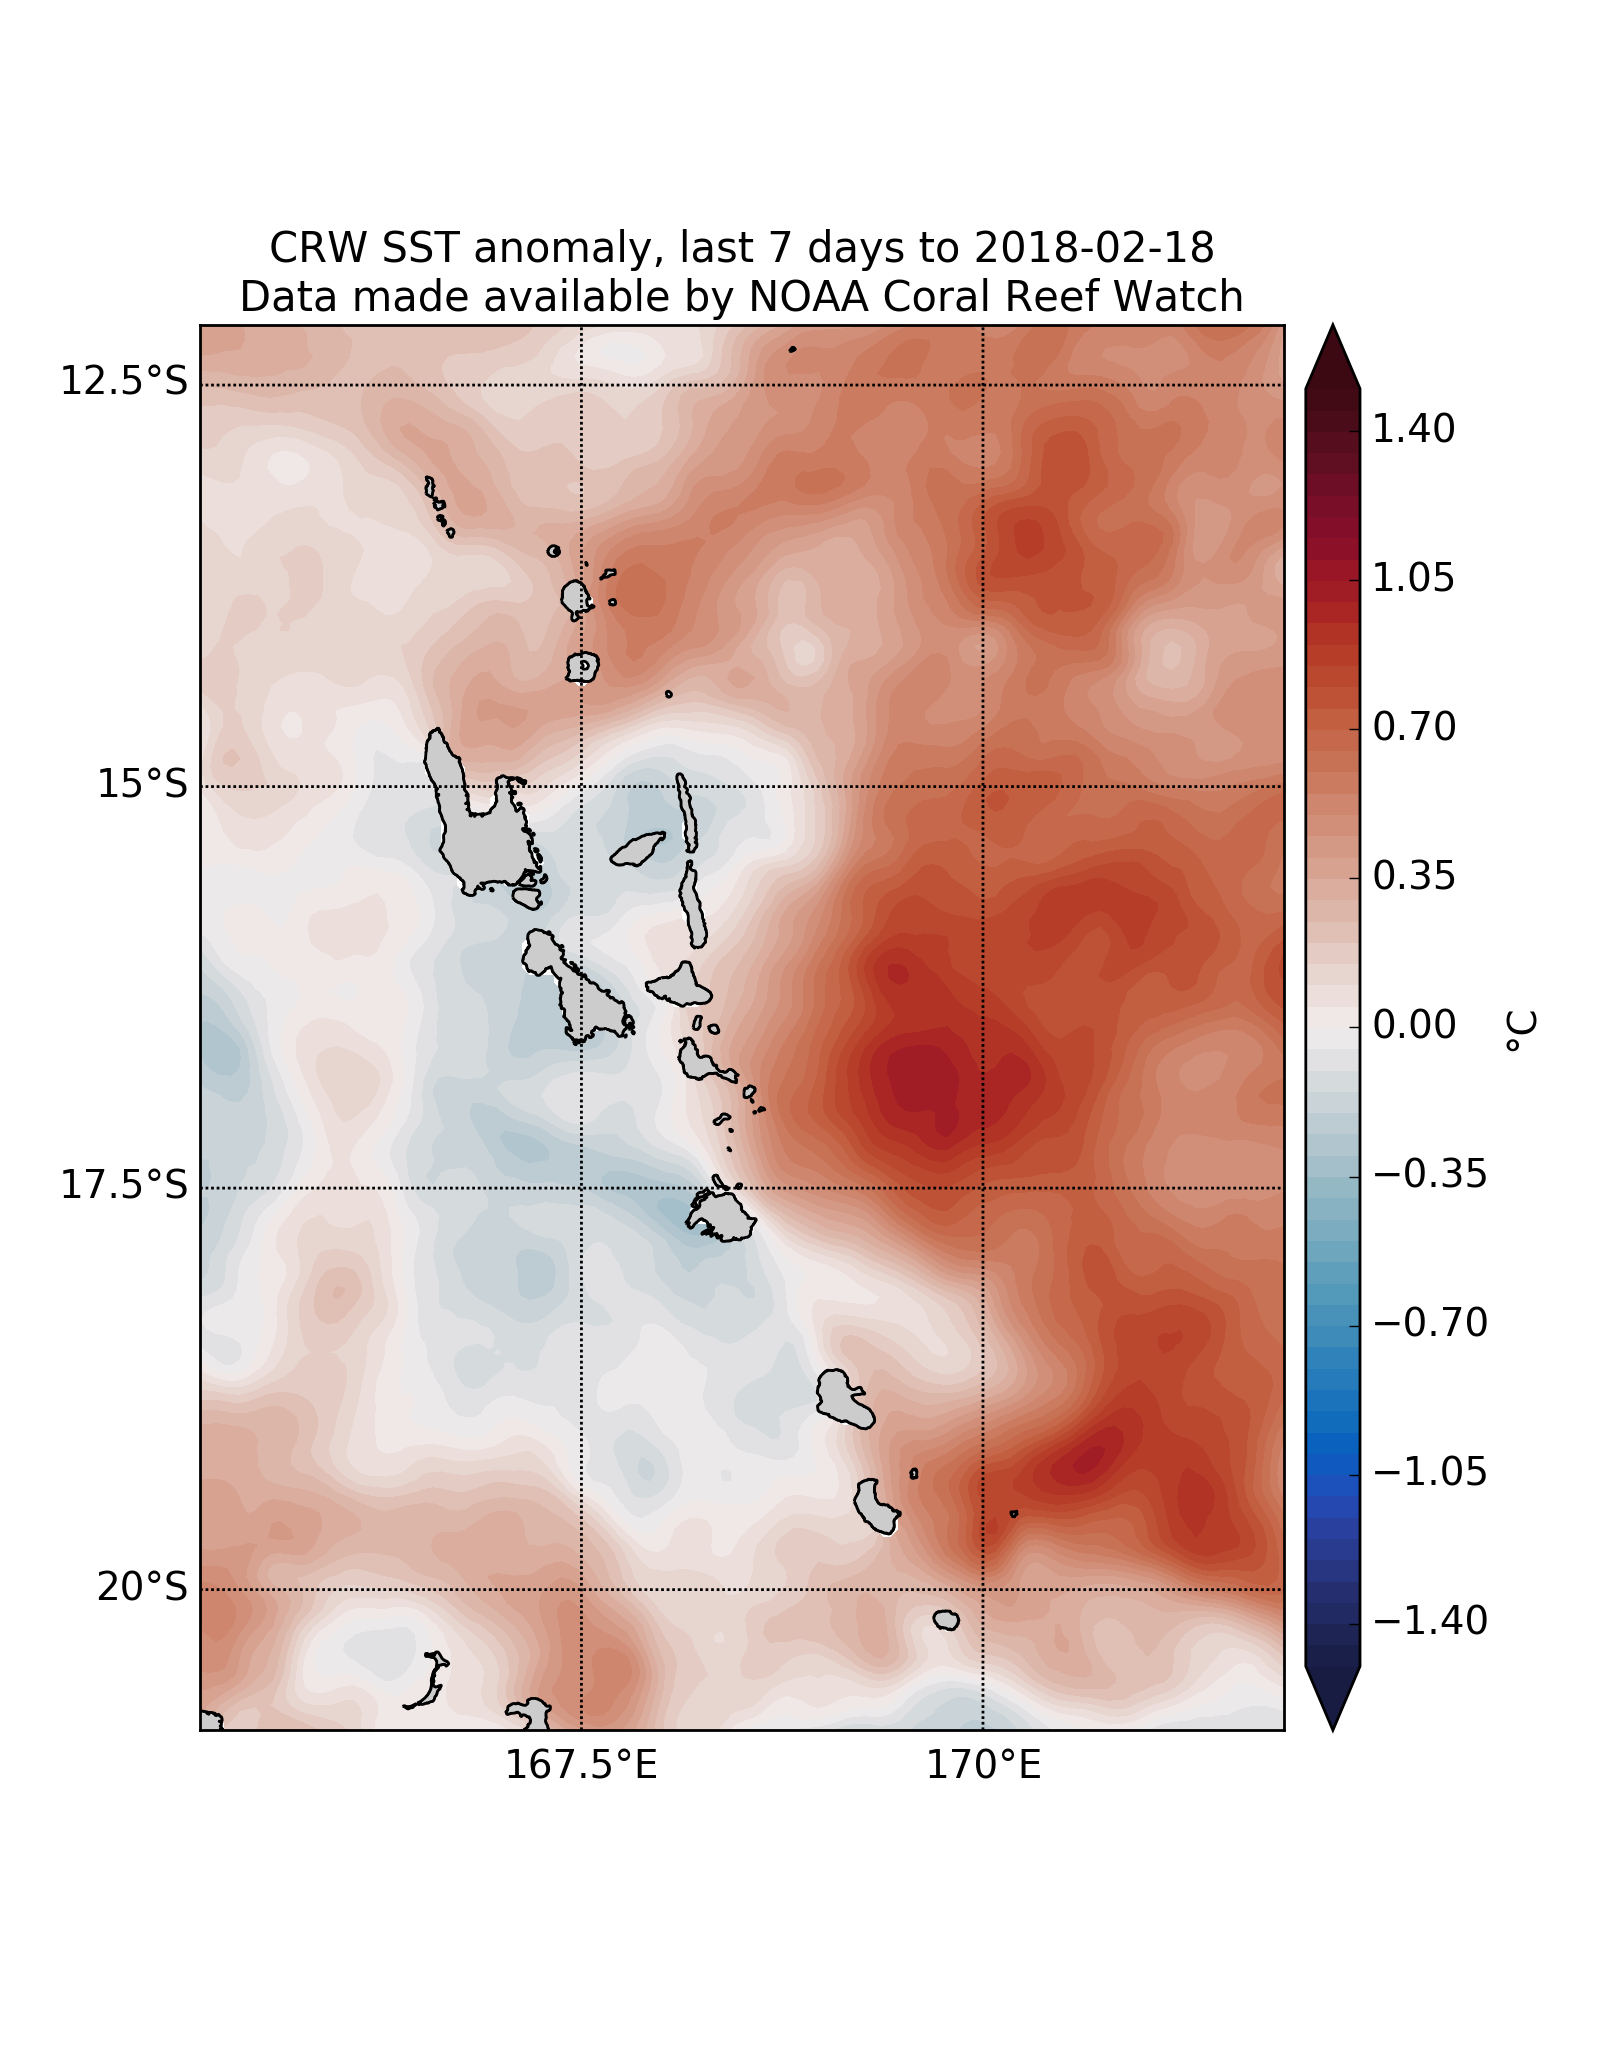 CRW SST anomaly, last 7 days to 2018-02-18
Data made available by NOAA Coral Reef Watch
12.5°S
15°S
17.5°S
20°S
167.5°E
170°E
1.40
1.05
0.70
0.35
0.00
−0.35
−0.70
−1.05
−1.40
°C